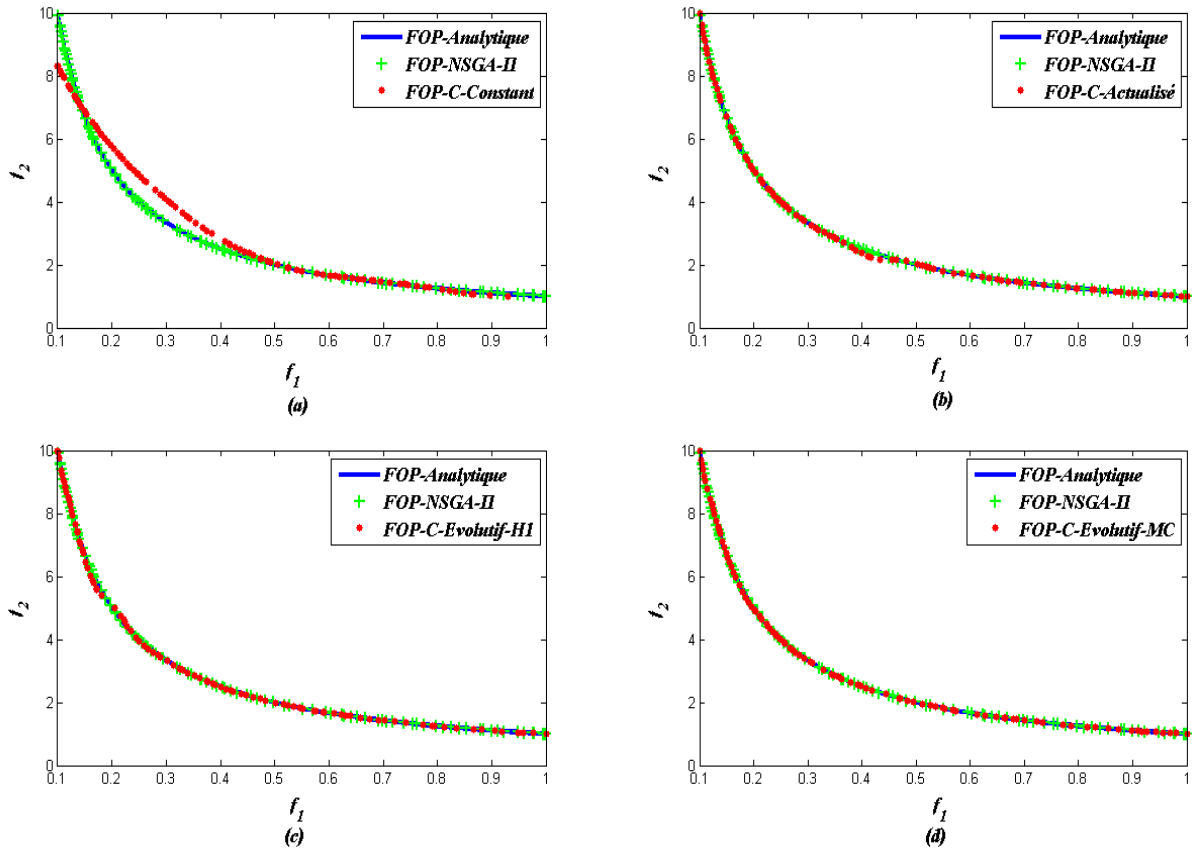 10
8
6
4
2
0
f₂
FOP-Analytique
FOP-NSGA-II
FOP-C-Constant
0.1 0.2 0.3 0.4 0.5 0.6 0.7 0.8 0.9 1
f₁
(a)
10
8
6
4
2
0
f₂
FOP-Analytique
FOP-NSGA-II
FOP-C-Actualisé
0.1 0.2 0.3 0.4 0.5 0.6 0.7 0.8 0.9 1
f₁
(b)
10
8
6
4
2
0
f₂
FOP-Analytique
FOP-NSGA-II
FOP-C-Evolutif-H1
0.1 0.2 0.3 0.4 0.5 0.6 0.7 0.8 0.9 1
f₁
(c)
10
8
6
4
2
0
f₂
FOP-Analytique
FOP-NSGA-II
FOP-C-Evolutif-MC
0.1 0.2 0.3 0.4 0.5 0.6 0.7 0.8 0.9 1
f₁
(d)